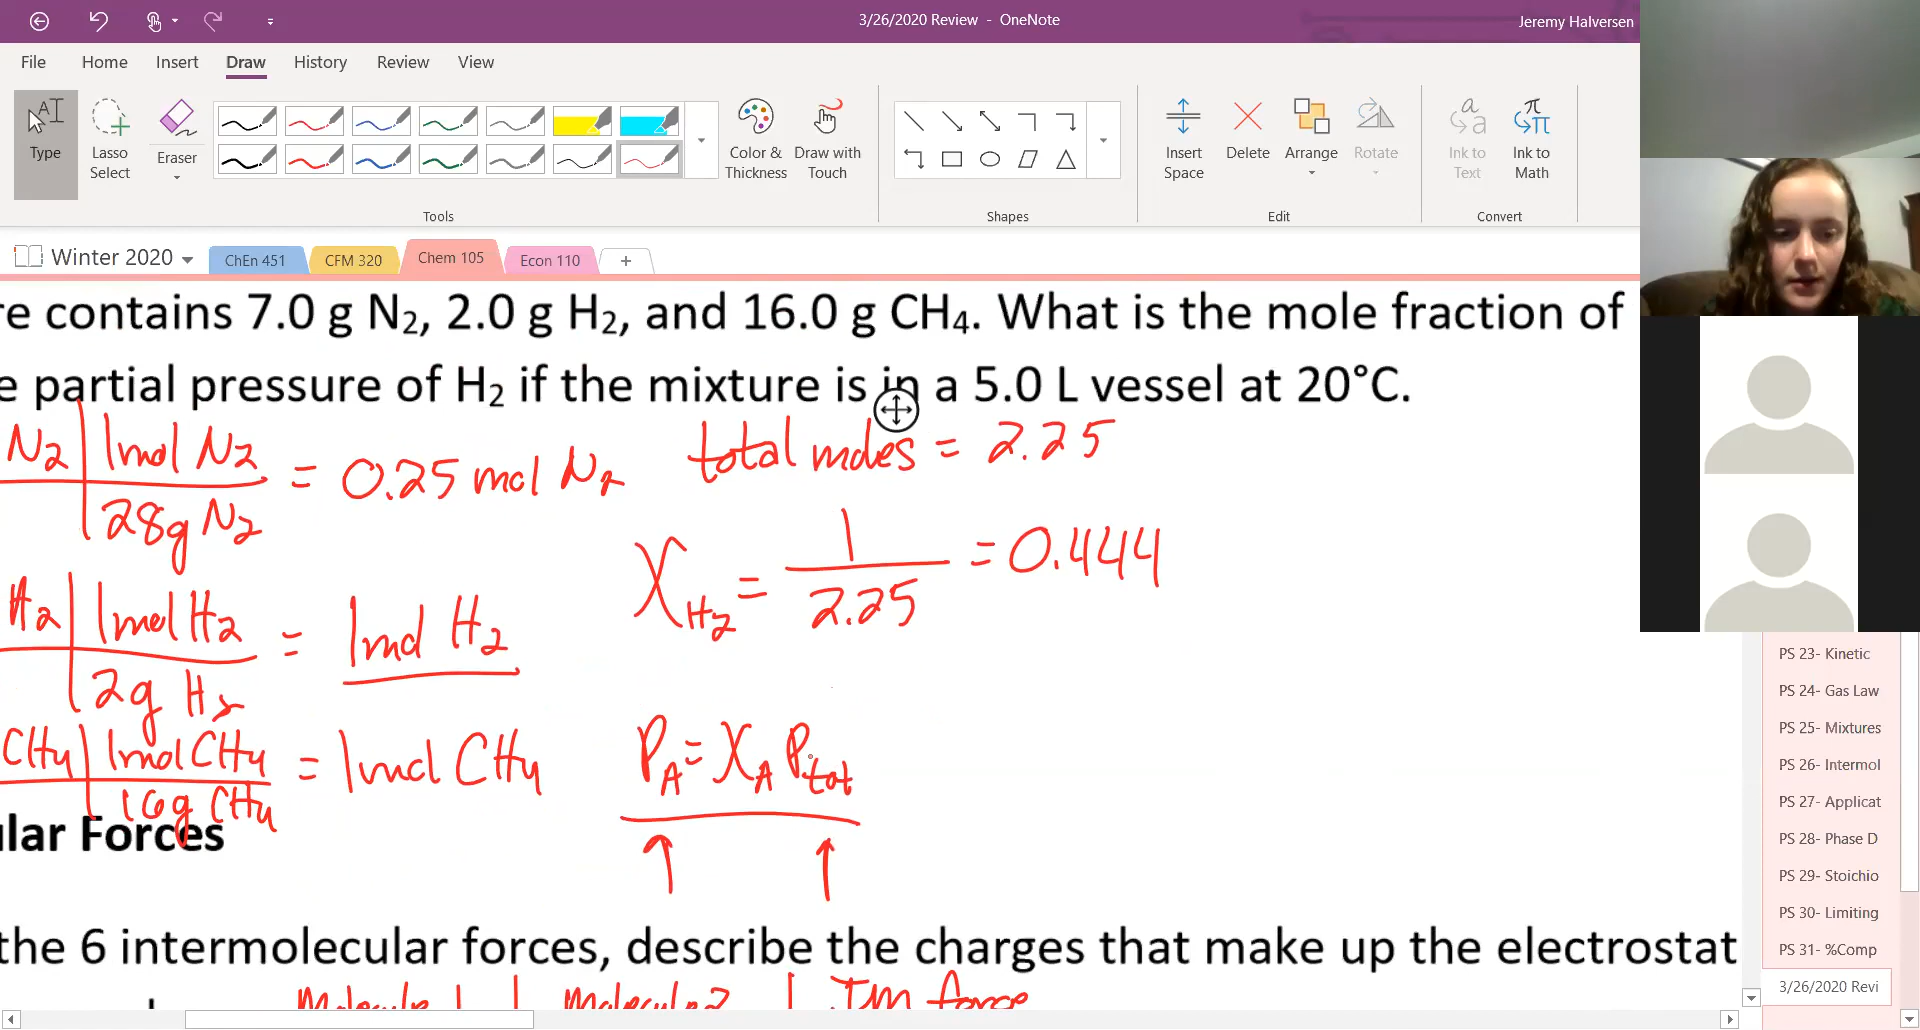 3/26/2020 Review - OneNote
Jeremy Halversen
File Home Insert Draw History Review View
Type
Lasso Select
Eraser
Color & Thickness
Draw with Touch
Insert Space
Delete
Arrange
Rotate
Ink to Text
Ink to Math
Tools
Shapes
Edit
Convert
Winter 2020
ChEn 451
CFM 320
Chem 105
Econ 110
+
re contains 7.0 g N₂, 2.0 g H₂, and 16.0 g CH₄. What is the mole fraction of
e partial pressure of H₂ if the mixture is in a 5.0 L vessel at 20°C.
N₂ | 1mol N₂ = 0.25 mol N₂
28g N₂
total moles = 2.25
X H₂ = 1 = 0.444
2.25
H₂ | 1mol H₂ = 1mol H₂
2g H₂
CH₄ | 1mol CH₄ = 1mol CH₄
16g CH₄
P_A = X_A P_tot
↑ ↑
lar Forces
the 6 intermolecular forces, describe the charges that make up the electrostat
Molecule 1 | Molecule 2 | IM force
PS 23- Kinetic
PS 24- Gas Law
PS 25- Mixtures
PS 26- Intermol
PS 27- Applicat
PS 28- Phase D
PS 29- Stoichio
PS 30- Limiting
PS 31- %Comp
3/26/2020 Revi